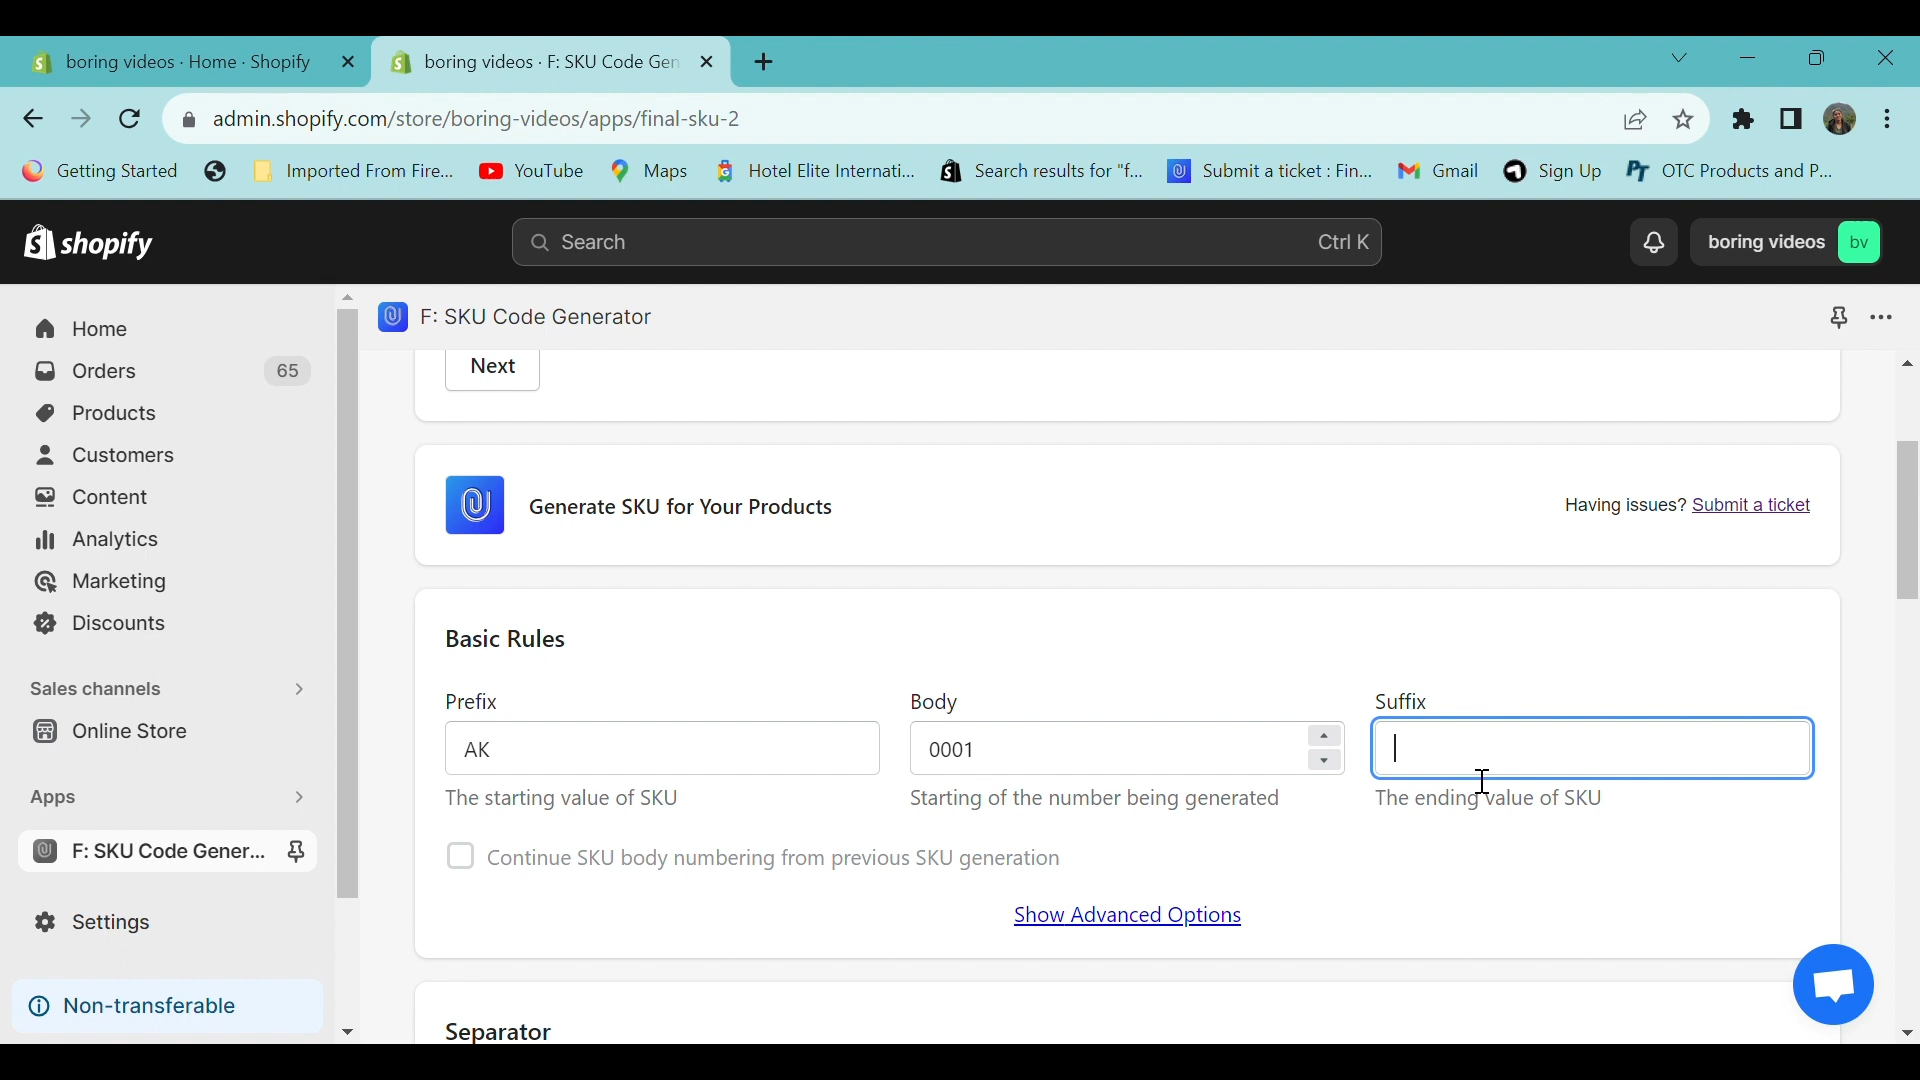 boring videos · Home · Shopify
boring videos · F: SKU Code Gen
admin.shopify.com/store/boring-videos/apps/final-sku-2
Getting Started
Imported From Fire...
YouTube
Maps
Hotel Elite Internati...
Search results for "f...
Submit a ticket : Fin...
Gmail
Sign Up
OTC Products and P...
shopify
Search
Ctrl K
boring videos
bv
Home
Orders
65
Products
Customers
Content
Analytics
Marketing
Discounts
Sales channels
Online Store
Apps
F: SKU Code Gener...
Settings
Non-transferable
F: SKU Code Generator
Next
Generate SKU for Your Products
Having issues? Submit a ticket
Basic Rules
Prefix
Body
Suffix
AK
0001
The starting value of SKU
Starting of the number being generated
The ending value of SKU
Continue SKU body numbering from previous SKU generation
Show Advanced Options
Separator